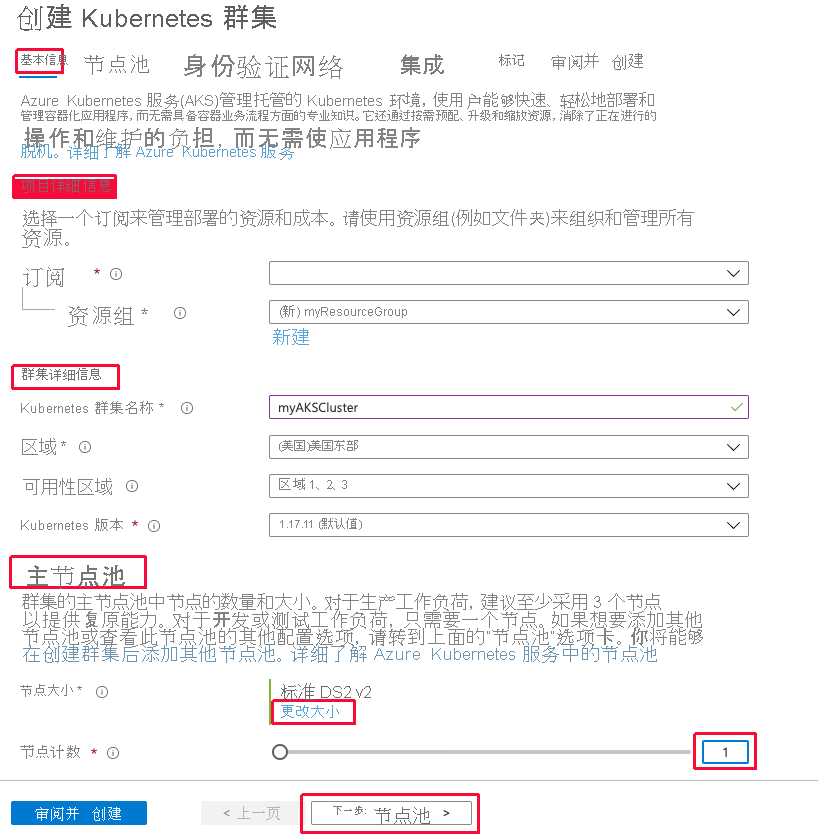 创建 Kubernetes 群集
基本信息 节点池 身份验证网络 集成 标记 审阅并 创建
Azure Kubernetes 服务(AKS)管理托管的 Kubernetes 环境, 使用户能够快速、轻松地部署和
管理容器化应用程序, 而无需具备容器业务流程方面的专业知识。它还通过按需预配、升级和缩放资源, 消除了正在进行的
操作和维护的负担, 而无需使应用程序
脱机。详细了解 Azure Kubernetes 服务
项目详细信息
选择一个订阅来管理部署的资源和成本。请使用资源组(例如文件夹)来组织和管理所有
资源。
订阅 *
资源组 * (新) myResourceGroup
新建
群集详细信息
Kubernetes 群集名称 * myAKSCluster
区域 * (美国)美国东部
可用性区域 区域 1、2、3
Kubernetes 版本 * 1.17.11 (默认值)
主节点池
群集的主节点池中节点的数量和大小。对于生产工作负荷, 建议至少采用 3 个节点
以提供复原能力。对于开发或测试工作负荷, 只需要一个节点。如果想要添加其他
节点池或查看此节点池的其他配置选项, 请转到上面的"节点池"选项卡。你将能够
在创建群集后添加其他节点池。详细了解 Azure Kubernetes 服务中的节点池
节点大小 * 标准 DS2 v2
更改大小
节点计数 * 1
审阅并 创建 < 上一页 下一步: 节点池 >